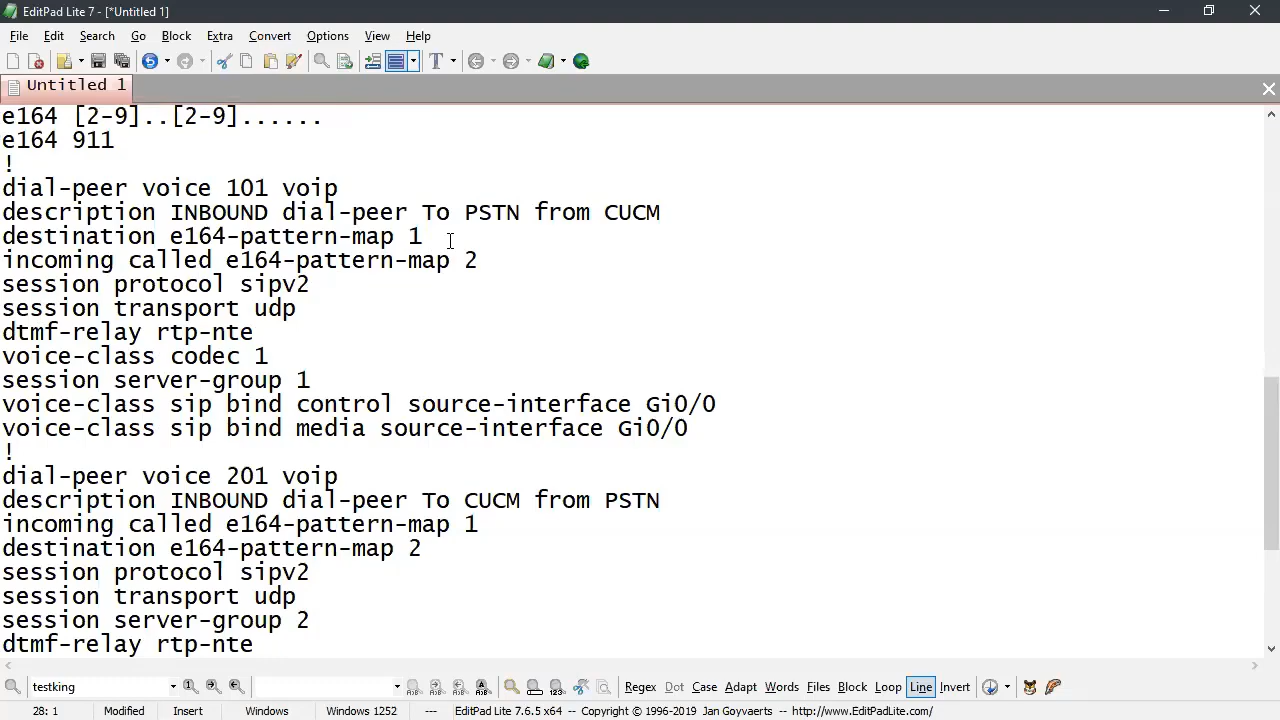 EditPad Lite 7 - [*Untitled 1]
File Edit Search Go Block Extra Convert Options View Help
Untitled 1
e164 [2-9]..[2-9]......
e164 911
!
dial-peer voice 101 voip
description INBOUND dial-peer To PSTN from CUCM
destination e164-pattern-map 1
incoming called e164-pattern-map 2
session protocol sipv2
session transport udp
dtmf-relay rtp-nte
voice-class codec 1
session server-group 1
voice-class sip bind control source-interface Gi0/0
voice-class sip bind media source-interface Gi0/0
!
dial-peer voice 201 voip
description INBOUND dial-peer To CUCM from PSTN
incoming called e164-pattern-map 1
destination e164-pattern-map 2
session protocol sipv2
session transport udp
session server-group 2
dtmf-relay rtp-nte
testking Regex Dot Case Adapt Words Files Block Loop Line Invert
28: 1 Modified Insert Windows Windows 1252 --- EditPad Lite 7.6.5 x64 -- Copyright © 1996-2019 Jan Goyvaerts -- http://www.EditPadLite.com/